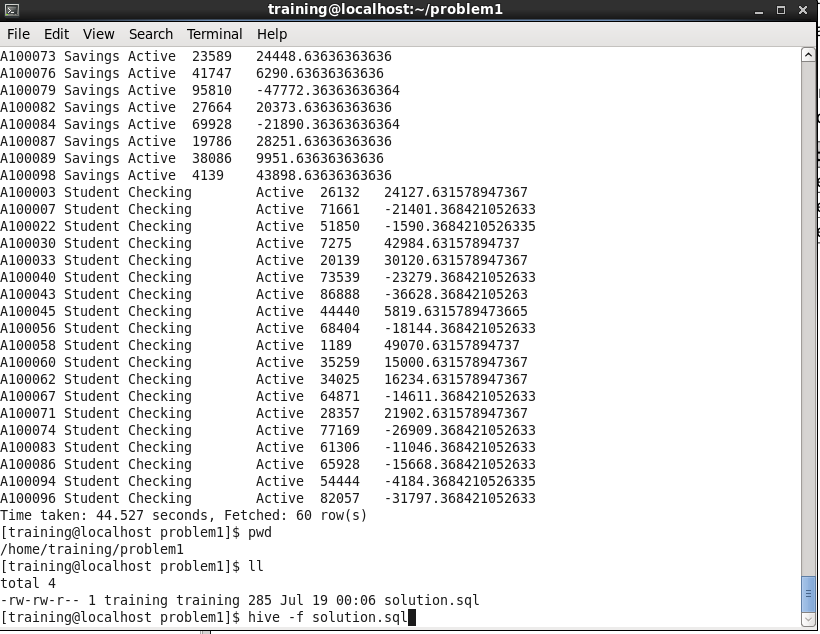 training@localhost:~/problem1
File Edit View Search Terminal Help
A100073 Savings Active 23589 24448.63636363636
A100076 Savings Active 41747 6290.63636363636
A100079 Savings Active 95810 -47772.36363636364
A100082 Savings Active 27664 20373.63636363636
A100084 Savings Active 69928 -21890.36363636364
A100087 Savings Active 19786 28251.63636363636
A100089 Savings Active 38086 9951.63636363636
A100098 Savings Active 4139 43898.63636363636
A100003 Student Checking Active 26132 24127.631578947367
A100007 Student Checking Active 71661 -21401.368421052633
A100022 Student Checking Active 51850 -1590.3684210526335
A100030 Student Checking Active 7275 42984.63157894737
A100033 Student Checking Active 20139 30120.631578947367
A100040 Student Checking Active 73539 -23279.368421052633
A100043 Student Checking Active 86888 -36628.36842105263
A100045 Student Checking Active 44440 5819.6315789473665
A100056 Student Checking Active 68404 -18144.368421052633
A100058 Student Checking Active 1189 49070.63157894737
A100060 Student Checking Active 35259 15000.631578947367
A100062 Student Checking Active 34025 16234.631578947367
A100067 Student Checking Active 64871 -14611.368421052633
A100071 Student Checking Active 28357 21902.631578947367
A100074 Student Checking Active 77169 -26909.368421052633
A100083 Student Checking Active 61306 -11046.368421052633
A100086 Student Checking Active 65928 -15668.368421052633
A100094 Student Checking Active 54444 -4184.3684210526335
A100096 Student Checking Active 82057 -31797.368421052633
Time taken: 44.527 seconds, Fetched: 60 row(s)
[training@localhost problem1]$ pwd
/home/training/problem1
[training@localhost problem1]$ ll
total 4
-rw-rw-r-- 1 training training 285 Jul 19 00:06 solution.sql
[training@localhost problem1]$ hive -f solution.sql